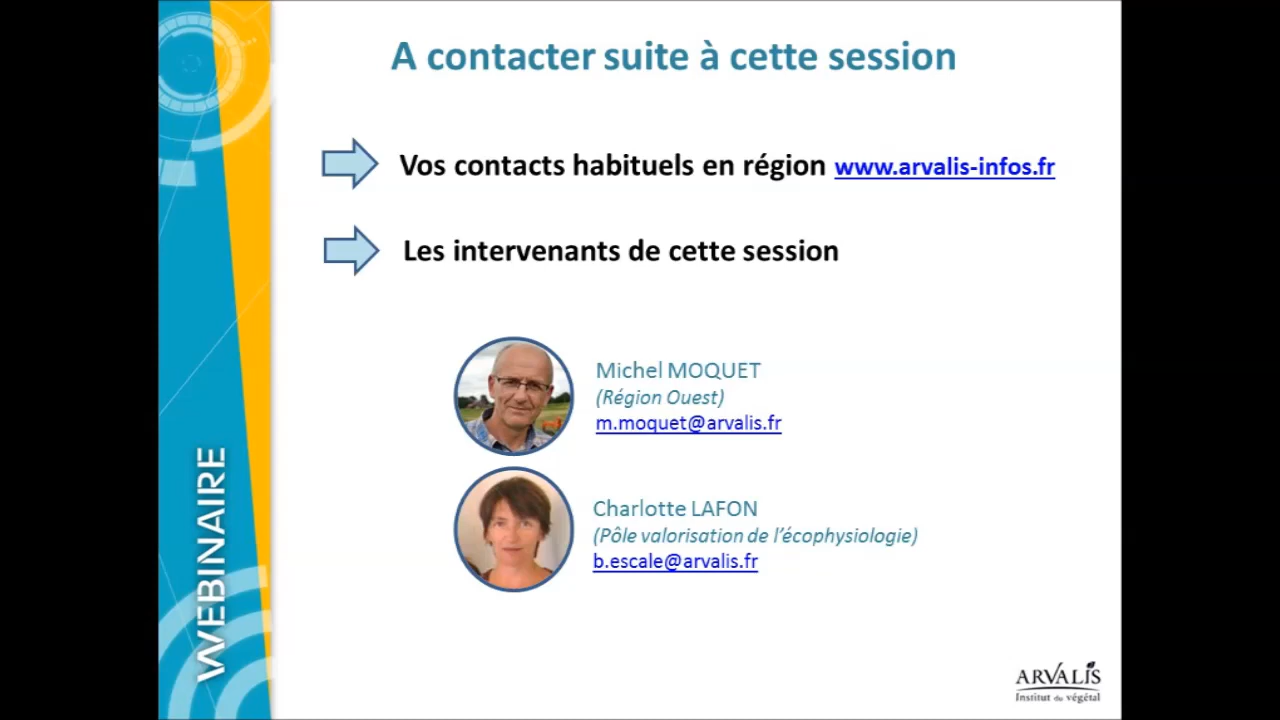 A contacter suite à cette session
Vos contacts habituels en région www.arvalis-infos.fr
Les intervenants de cette session
Michel MOQUET
(Région Ouest)
m.moquet@arvalis.fr
Charlotte LAFON
(Pôle valorisation de l’écophysiologie)
b.escale@arvalis.fr
WEBINAIRE
ARVALIS
Institut du végétal